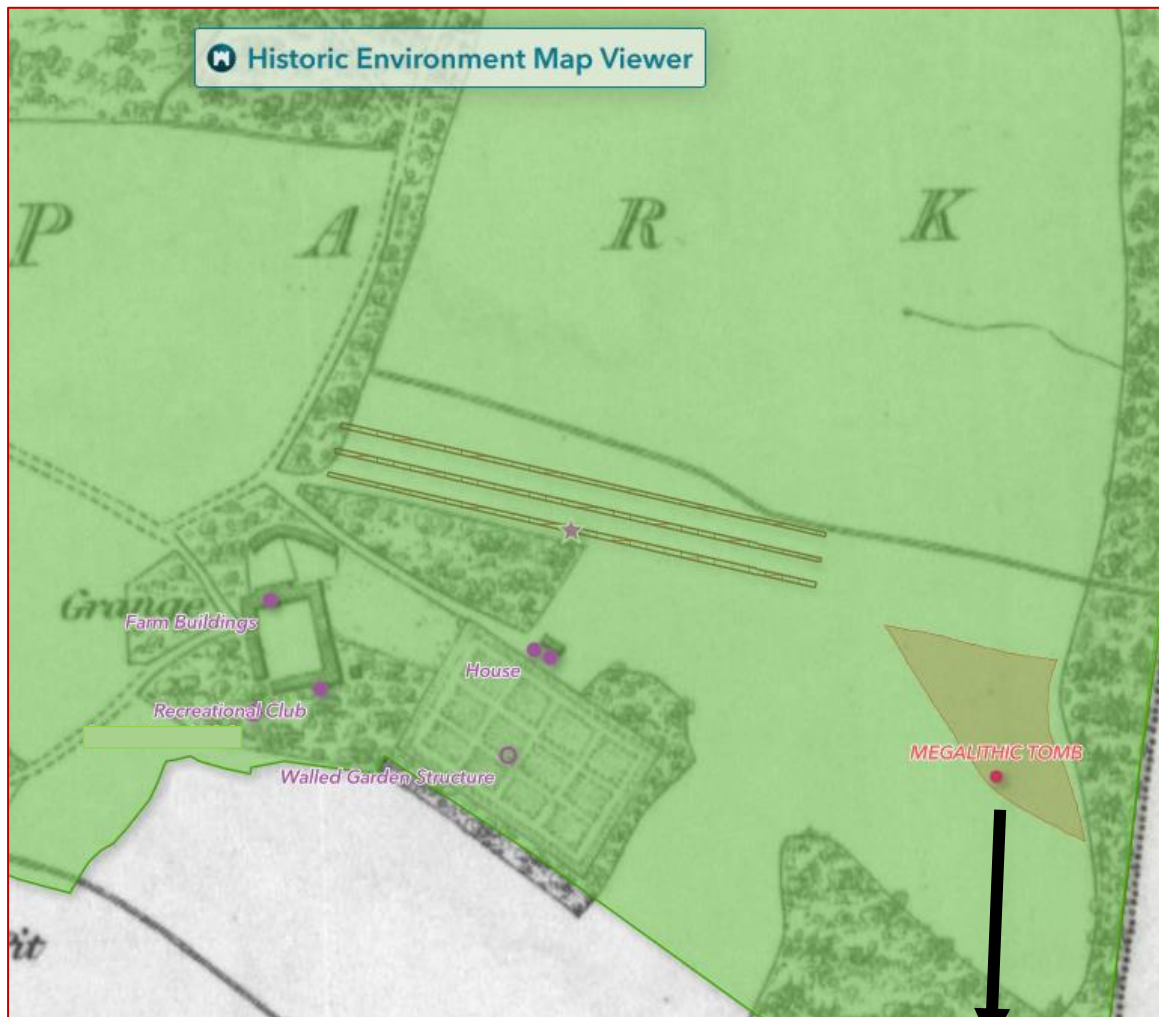 Historic Environment Map Viewer
P A R K
Grange
Farm Buildings
House
Recreational Club
MEGALITHIC TOMB
Walled Garden Structure